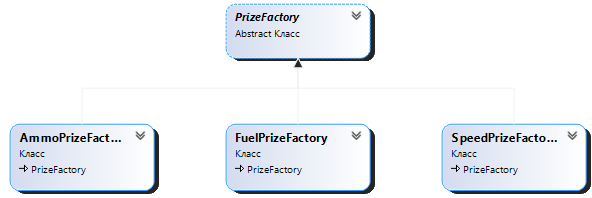 PrizeFactory
Abstract Класс
AmmoPrizeFact...
Класс
PrizeFactory
FuelPrizeFactory
Класс
PrizeFactory
SpeedPrizeFacto...
Класс
PrizeFactory